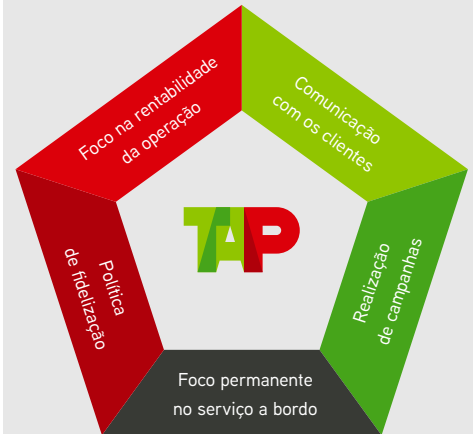 Foco na rentabilidade
da operação
Comunicação
com os clientes
TAP
Política
de fidelização
Realização
de campanhas
Foco permanente
no serviço a bordo